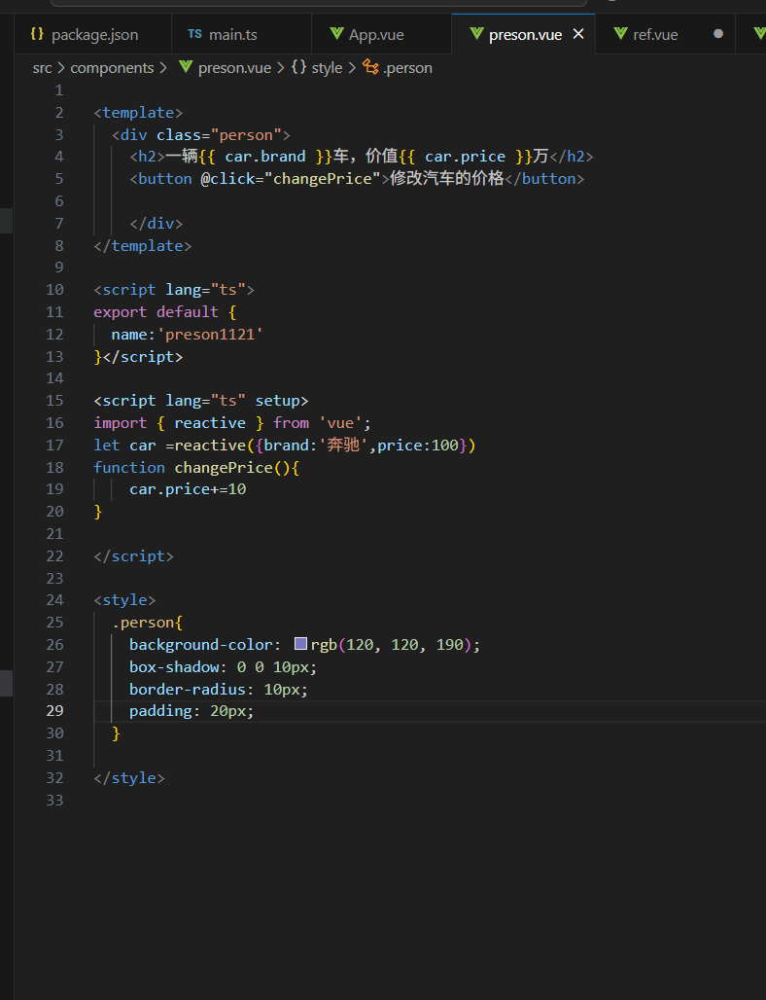 {} package.json TS main.ts App.vue preson.vue × ref.vue
src > components > preson.vue > {} style > .person
1
2 <template>
3 <div class="person">
4 <h2>一辆{{ car.brand }}车，价值{{ car.price }}万</h2>
5 <button @click="changePrice">修改汽车的价格</button>
6
7 </div>
8 </template>
9
10 <script lang="ts">
11 export default {
12 name:'preson1121'
13 }</script>
14
15 <script lang="ts" setup>
16 import { reactive } from 'vue';
17 let car =reactive({brand:'奔驰',price:100})
18 function changePrice(){
19 car.price+=10
20 }
21
22 </script>
23
24 <style>
25 .person{
26 background-color: rgb(120, 120, 190);
27 box-shadow: 0 0 10px;
28 border-radius: 10px;
29 padding: 20px;
30 }
31
32 </style>
33